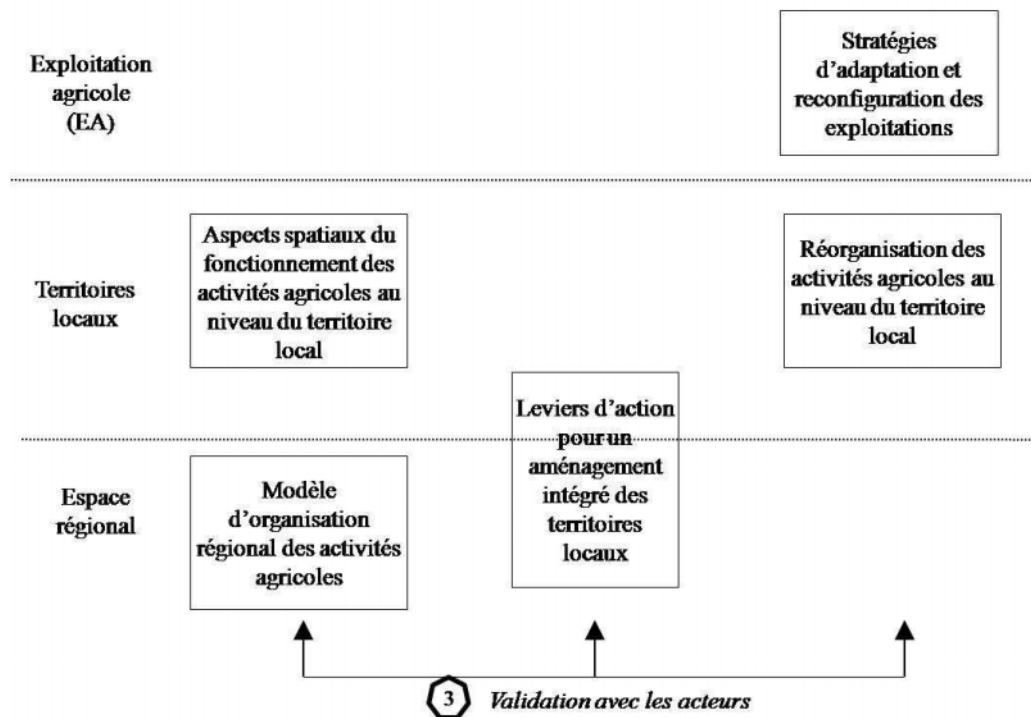 Exploitation
agricole
(EA)
Stratégies
d'adaptation et
reconfiguration des
exploitations
Territoires
locaux
Aspects spatiaux du
fonctionnement des
activités agricoles au
niveau du territoire
local
Réorganisation des
activités agricoles au
niveau du territoire
local
Leviers d'action
pour un
aménagement
intégré des
territoires
locaux
Espace
régional
Modèle
d'organisation
régional des activités
agricoles
3 Validation avec les acteurs